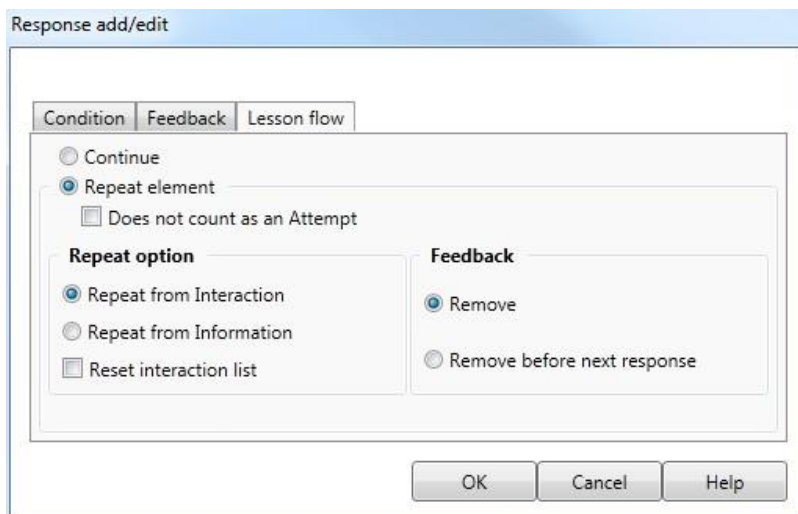 Response add/edit
Condition Feedback Lesson flow
Continue
Repeat element
Does not count as an Attempt
Repeat option
Repeat from Interaction
Repeat from Information
Reset interaction list
Feedback
Remove
Remove before next response
OK Cancel Help